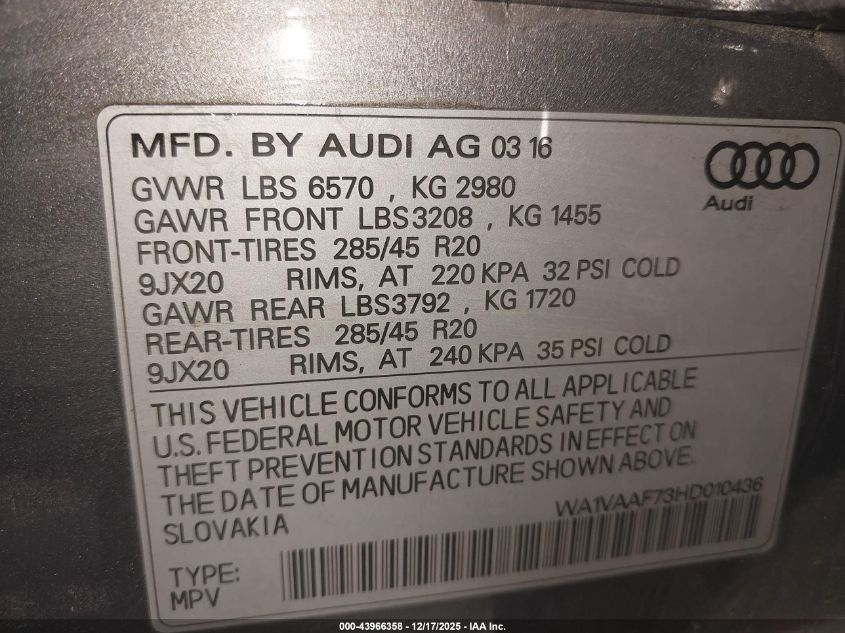 MFD. BY AUDI AG 03 16
GVWR LBS 6570 , KG 2980
GAWR FRONT LBS3208 , KG 1455
FRONT-TIRES 285/45 R20
9JX20 RIMS, AT 220 KPA 32 PSI COLD
GAWR REAR LBS3792 , KG 1720
REAR-TIRES 285/45 R20
9JX20 RIMS, AT 240 KPA 35 PSI COLD
Audi
THIS VEHICLE CONFORMS TO ALL APPLICABLE
U.S. FEDERAL MOTOR VEHICLE SAFETY AND
THEFT PREVENTION STANDARDS IN EFFECT ON
THE DATE OF MANUFACTURE SHOWN ABOVE.
SLOVAKIA
WA1VAAF73HD010436
TYPE:
MPV
000-43966358 - 12/17/2025 - IAA Inc.